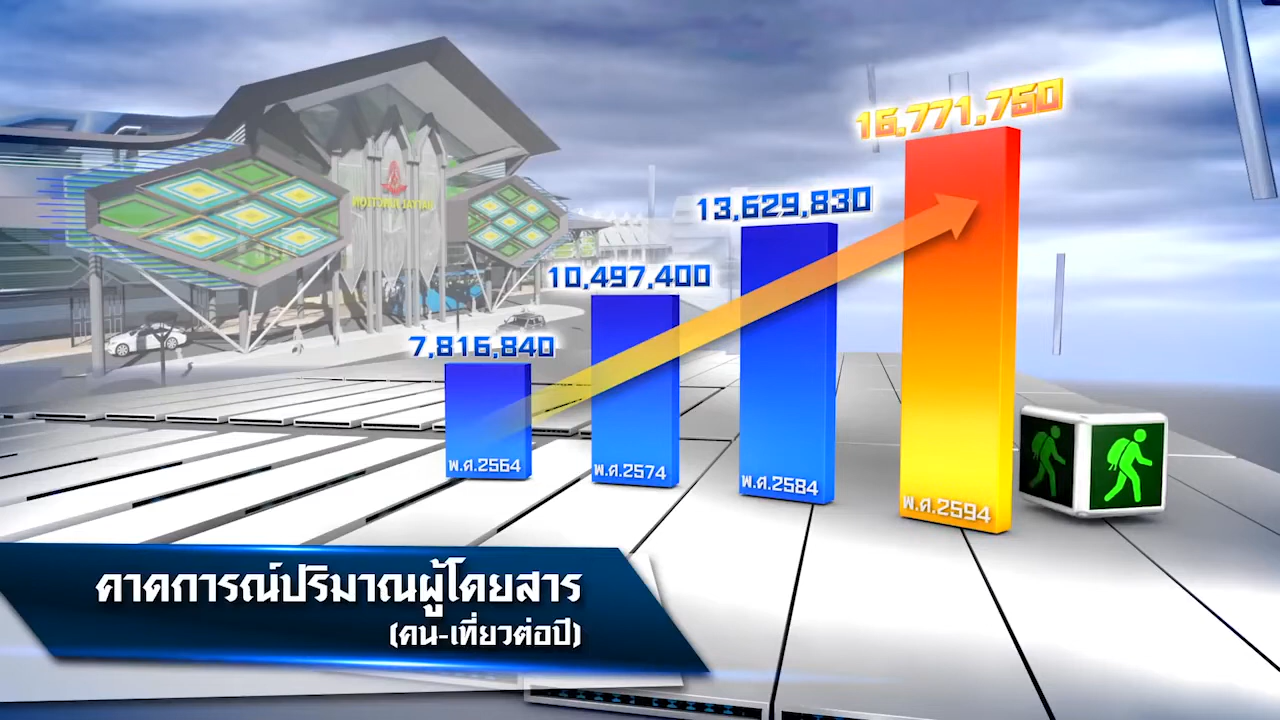 HATYAI JUNCTION
16,771,750
13,629,830
10,497,400
7,816,840
พ.ศ.2564
พ.ศ.2574
พ.ศ.2584
พ.ศ.2594
คาดการณ์ปริมาณผู้โดยสาร
(คน-เที่ยวต่อปี)